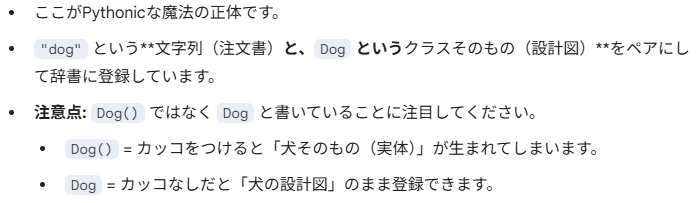 ここがPythonicな魔法の正体です。
"dog" という**文字列（注文書）と、 Dog というクラスそのもの（設計図）**をペアにし
て辞書に登録しています。
注意点: Dog() ではなく Dog と書いていることに注目してください。
Dog() = カッコをつけると「犬そのもの（実体）」が生まれてしまいます。
Dog = カッコなしだと「犬の設計図」のまま登録できます。